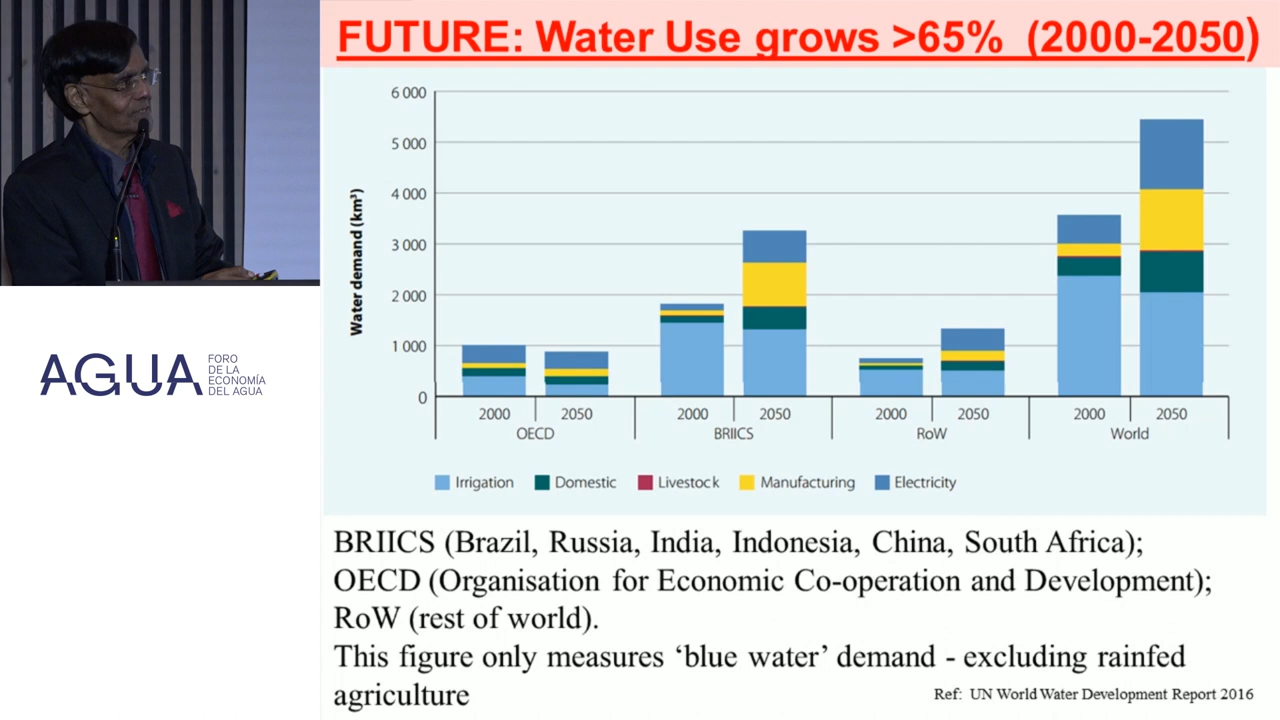 FUTURE: Water Use grows >65% (2000-2050)
6 000
5 000
4 000
3 000
2 000
1 000
0
Water demand (km³)
2000 2050 2000 2050 2000 2050 2000 2050
OECD BRIICS RoW World
Irrigation Domestic Livestock Manufacturing Electricity
AGUA
FORO
DE LA
ECONOMÍA
DEL AGUA
BRIICS (Brazil, Russia, India, Indonesia, China, South Africa);
OECD (Organisation for Economic Co-operation and Development);
RoW (rest of world).
This figure only measures ‘blue water’ demand - excluding rainfed
agriculture
Ref: UN World Water Development Report 2016